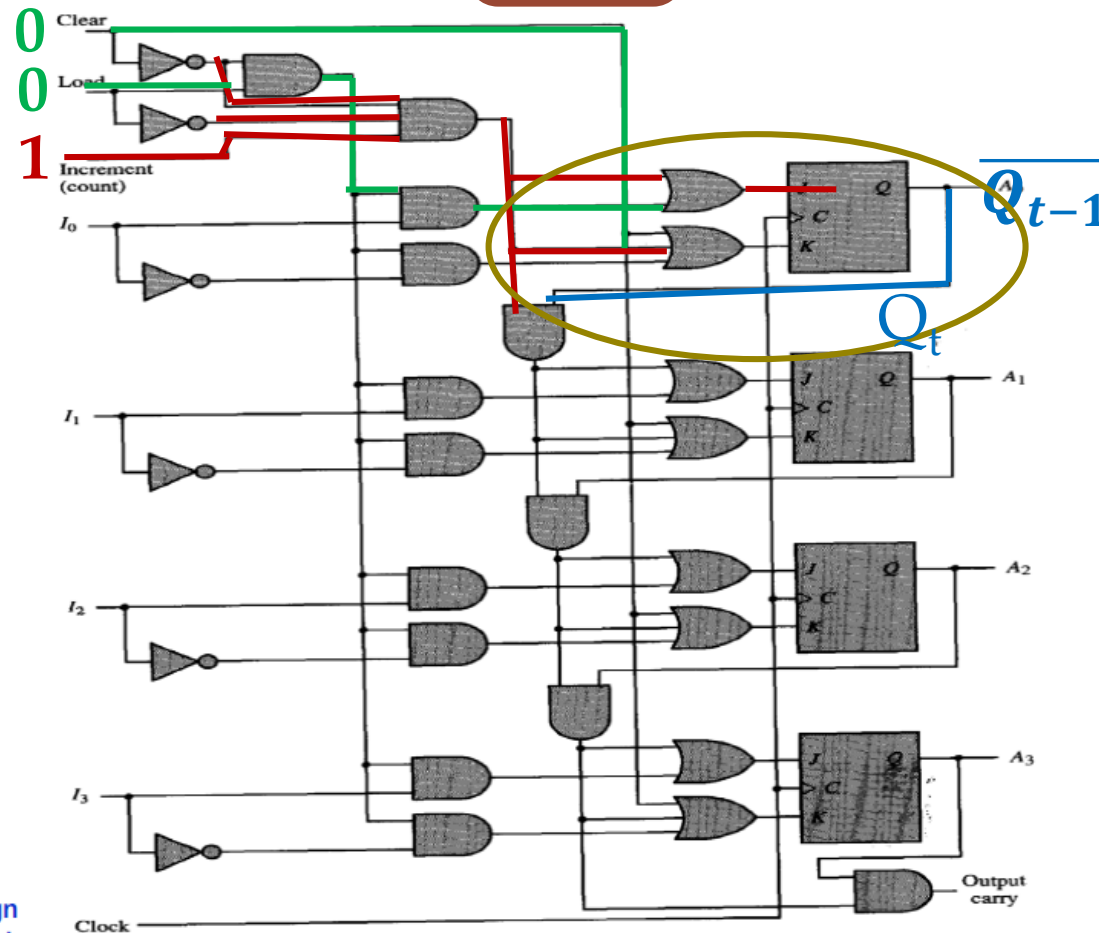 0
Clear
0
Load
1
Increment
(count)
I₀
J
Q
C
K
A
Q̅ₜ₋₁
Qₜ
I₁
J
Q
C
K
A₁
I₂
J
Q
C
K
A₂
I₃
J
Q
C
K
A₃
Output
carry
gn
Clock